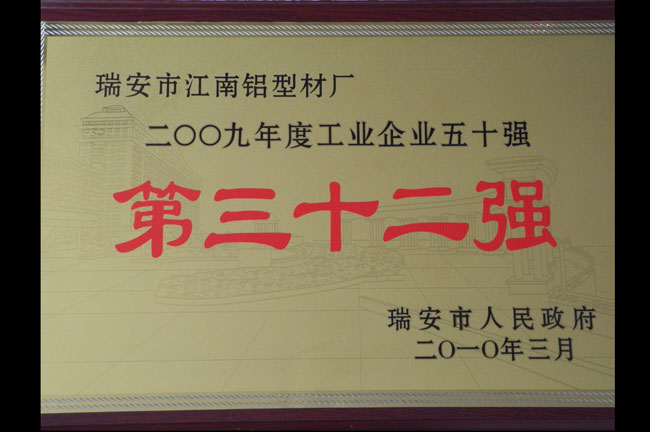 瑞安市江南铝型材厂
二〇〇九年度工业企业五十强
第三十二强
瑞安市人民政府
二〇一〇年三月